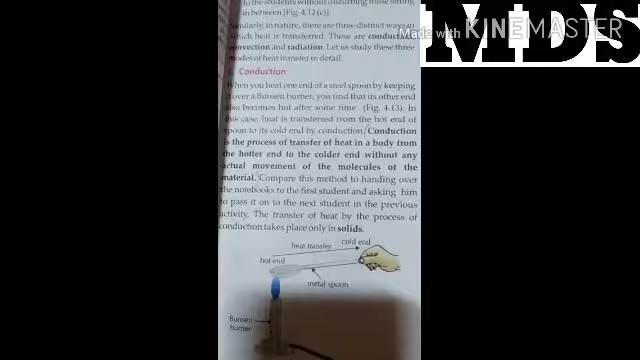 to the students without disturbing those sitting
in between [Fig. 4.12 (c)].
Similarly, in nature, there are three distinct ways in
which heat is transferred. These are conduction,
convection and radiation. Let us study these three
modes of heat transfer in detail.
Conduction
When you heat one end of a steel spoon by keeping
it over a Bunsen burner, you find that its other end
also becomes hot after some time (Fig. 4.13). In
this case, heat is transferred from the hot end of
spoon to its cold end by conduction. Conduction
is the process of transfer of heat in a body from
the hotter end to the colder end without any
actual movement of the molecules of the
material. Compare this method to handing over
the notebooks to the first student and asking him
to pass it on to the next student in the previous
activity. The transfer of heat by the process of
conduction takes place only in solids.
heat transfer
cold end
hot end
metal spoon
Bunsen
burner
Made with KINEMASTER
MDS